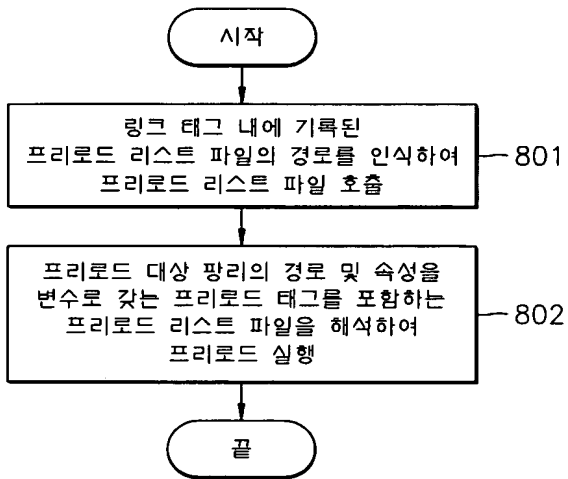 시작
링크 태그 내에 기록된
프리로드 리스트 파일의 경로를 인식하여
프리로드 리스트 파일 호출
801
프리로드 대상 팡리의 경로 및 속성을
변수로 갖는 프리로드 태그를 포함하는
프리로드 리스트 파일을 해석하여
프리로드 실행
802
끝